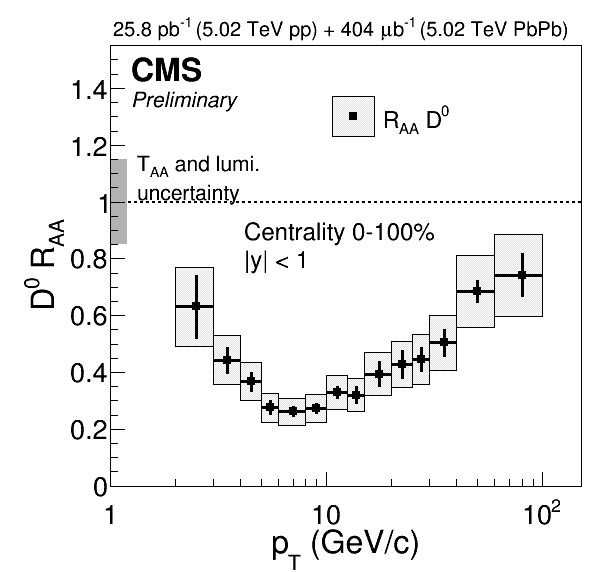 25.8 pb⁻¹ (5.02 TeV pp) + 404 μb⁻¹ (5.02 TeV PbPb)
CMS
Preliminary
R_AA D⁰
T_AA and lumi.
uncertainty
Centrality 0-100%
|y| < 1
D⁰ R_AA
1.4
1.2
1
0.8
0.6
0.4
0.2
0
1 10 10²
p_T (GeV/c)